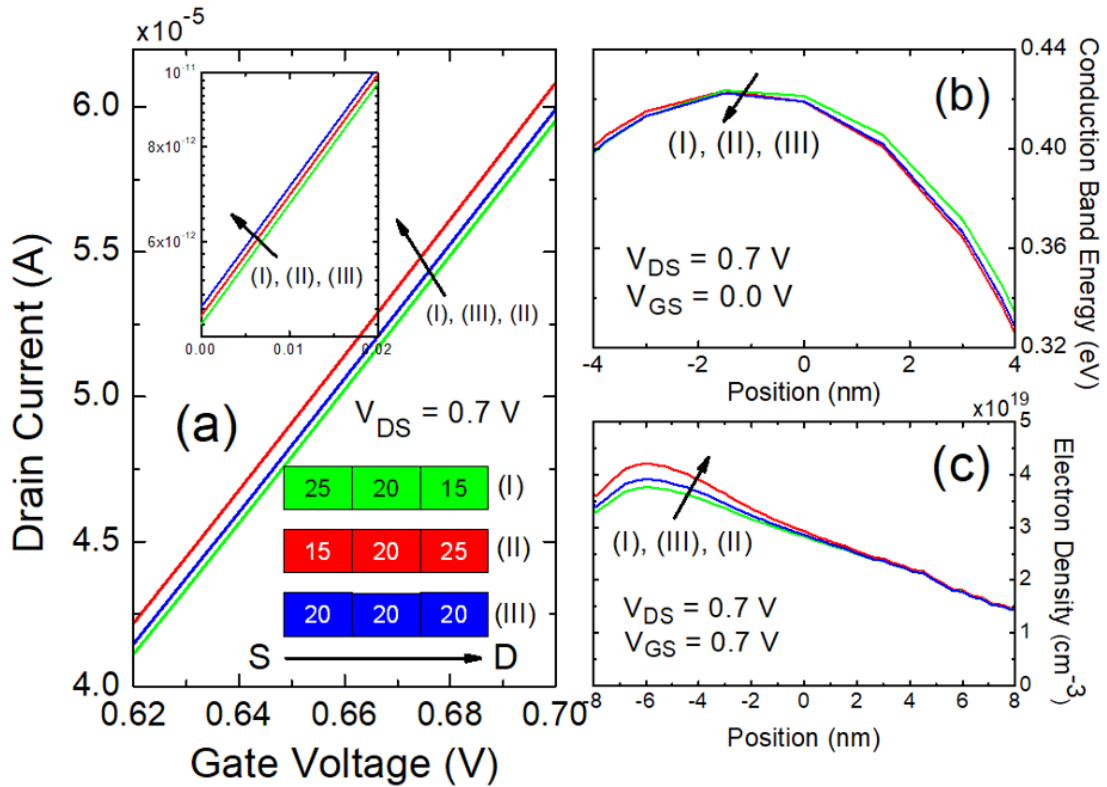 x10-5
6.0
5.5
5.0
4.5
4.0
0.62
0.64
0.66
0.68
0.70
Drain Current (A)
Gate Voltage (V)
10-11
8x10-12
6x10-12
0.00
0.01
0.02
(I), (II), (III)
(I), (III), (II)
(a)
VDS = 0.7 V
25 20 15 (I)
15 20 25 (II)
20 20 20 (III)
S D
(b)
(I), (II), (III)
VDS = 0.7 V
VGS = 0.0 V
0.44
0.40
0.36
0.32
Conduction Band Energy (eV)
-4 -2 0 2 4
Position (nm)
x1019
(c)
(I), (III), (II)
VDS = 0.7 V
VGS = 0.7 V
5
4
3
2
1
0
Electron Density (cm-3)
-8 -6 -4 -2 0 2 4 6 8
Position (nm)